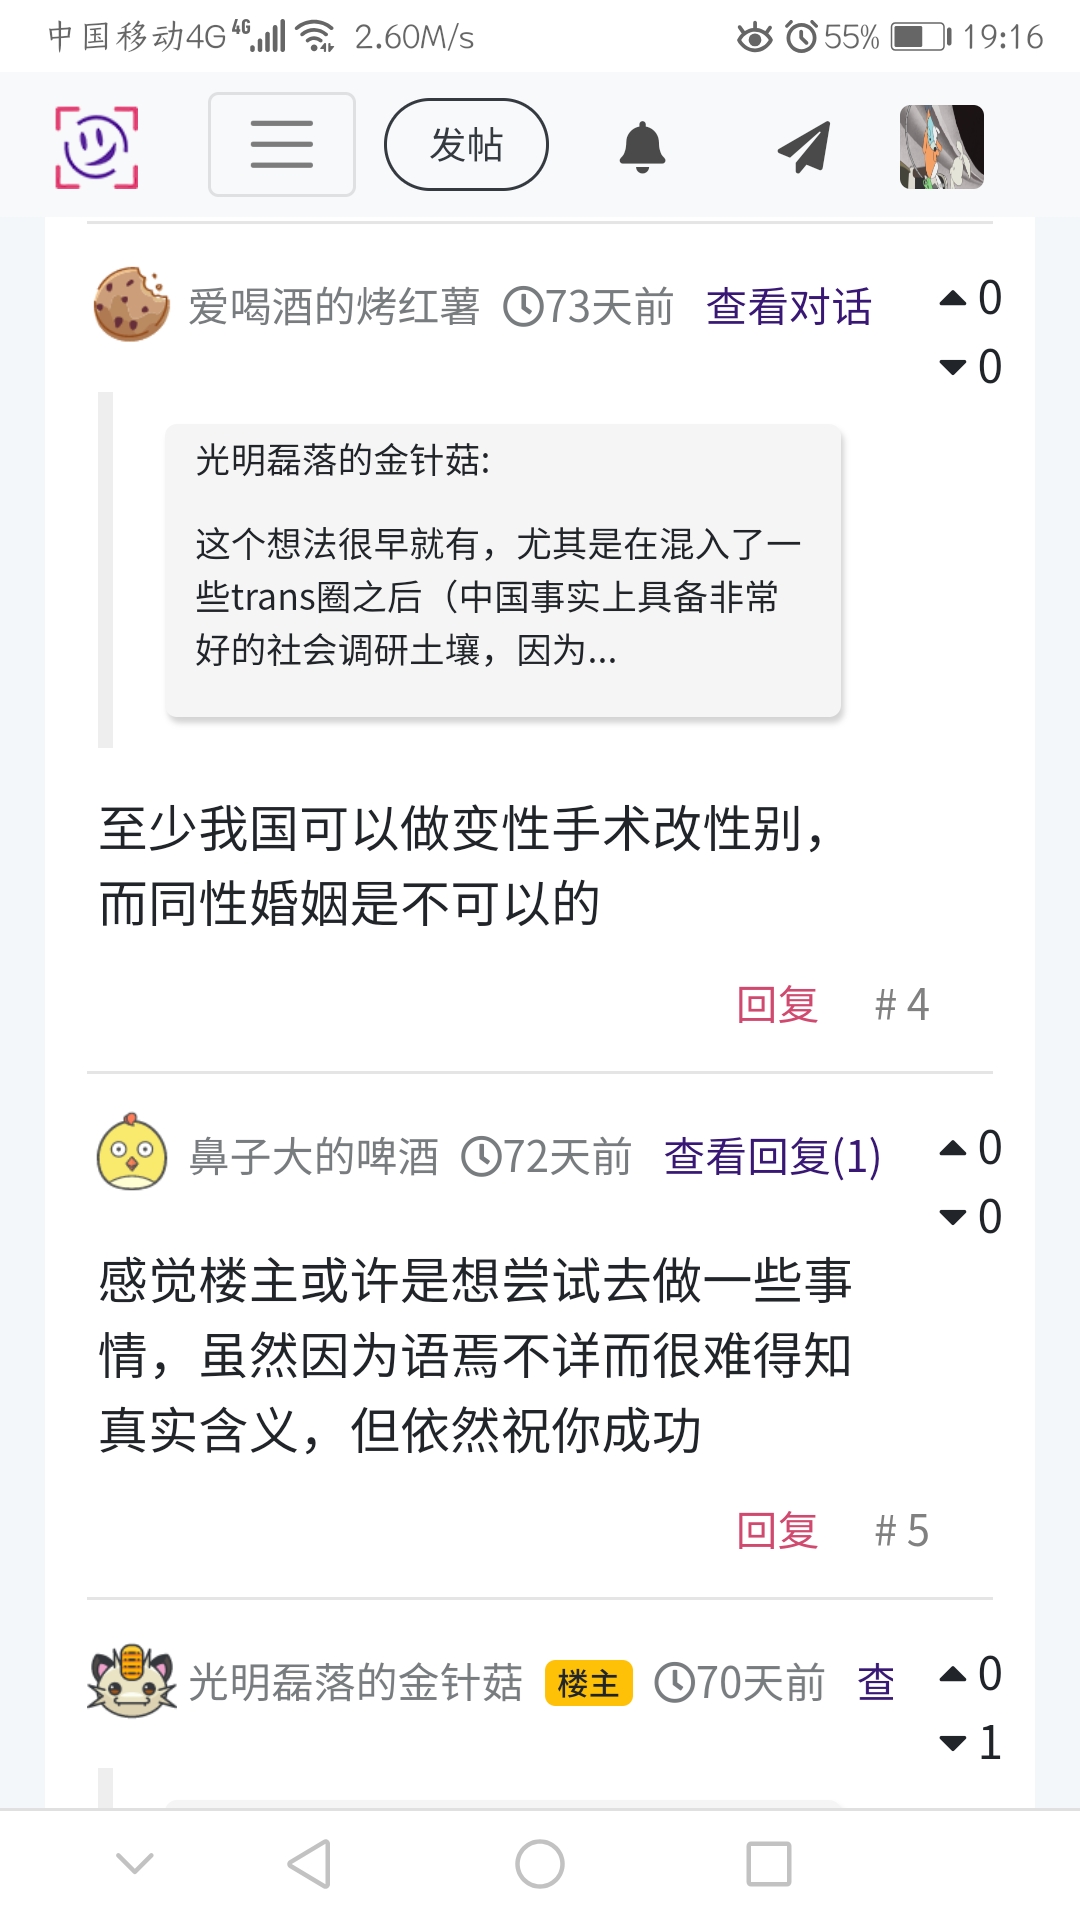 中国移动4G 4G 2.60M/s 55% 19:16
发帖
爱喝酒的烤红薯 73天前 查看对话 0
0
光明磊落的金针菇:
这个想法很早就有，尤其是在混入了一
些trans圈之后（中国事实上具备非常
好的社会调研土壤，因为...
至少我国可以做变性手术改性别，
而同性婚姻是不可以的
回复 # 4
鼻子大的啤酒 72天前 查看回复(1) 0
0
感觉楼主或许是想尝试去做一些事
情，虽然因为语焉不详而很难得知
真实含义，但依然祝你成功
回复 # 5
光明磊落的金针菇 楼主 70天前 查 0
1